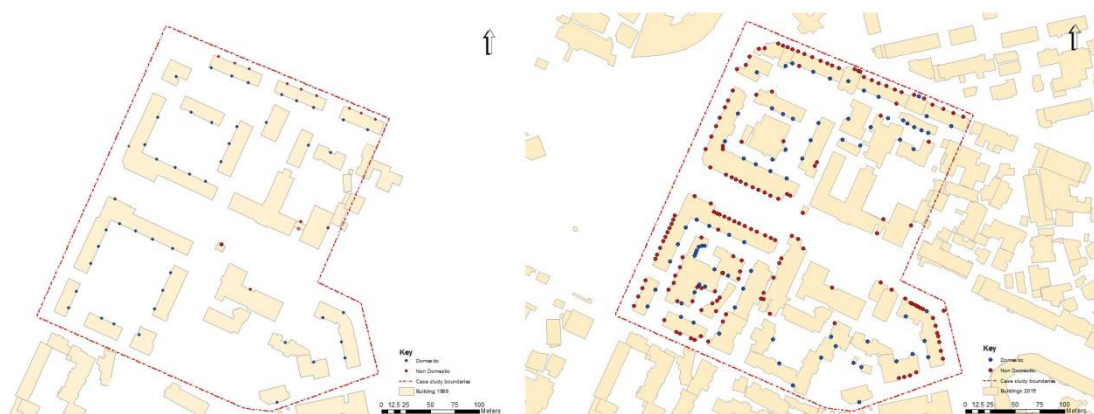 Key
Domestic
Non Domestic
Case study boundaries
Building 1989
0 12.5 25 50 75 100
Meters
Key
Domestic
Non Domestic
Case study boundaries
Buildings 2015
0 12.5 25 50 75 100
Meters